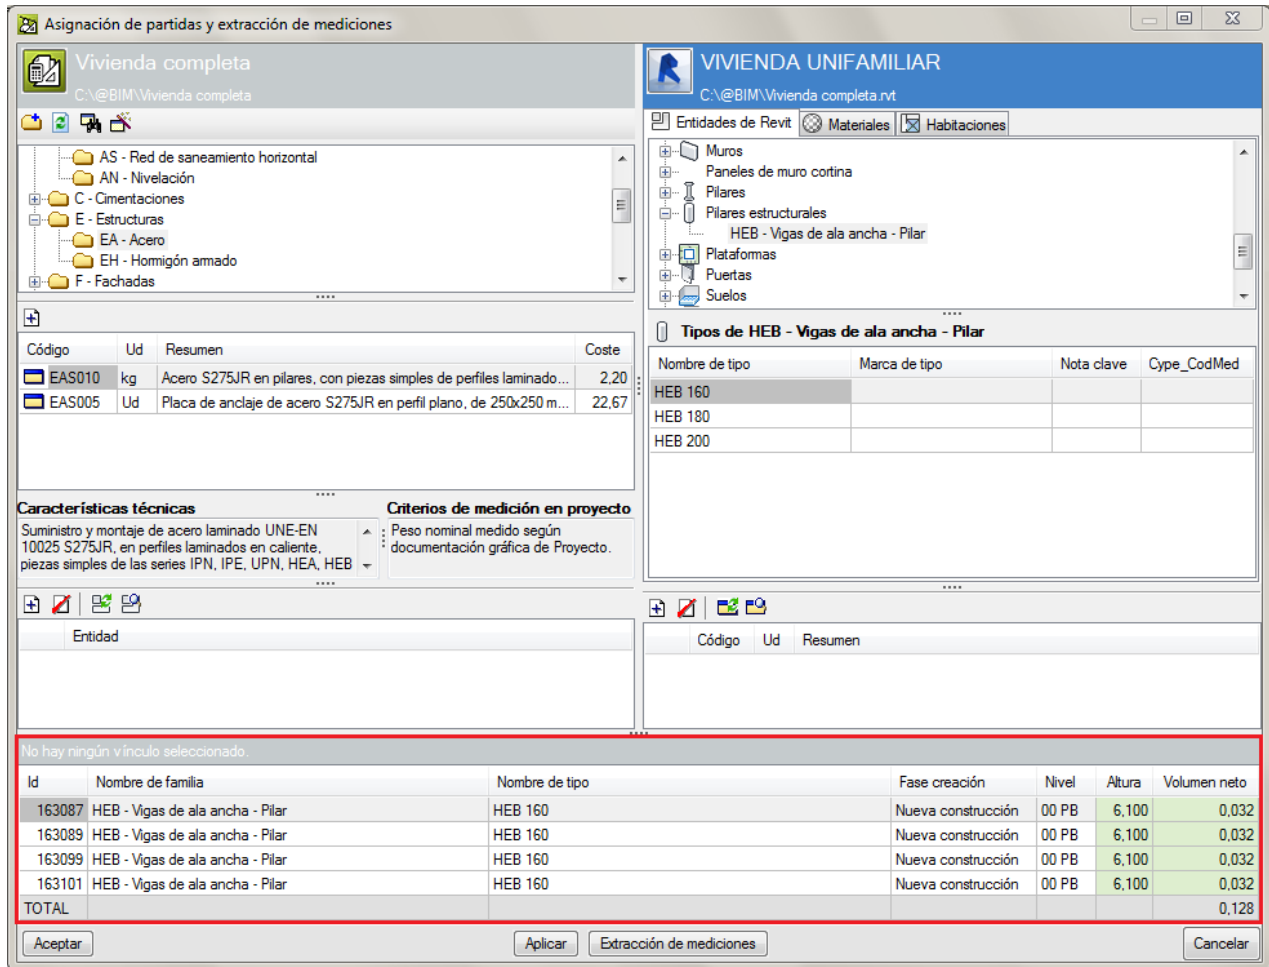 Asignación de partidas y extracción de mediciones
Vivienda completa
C:\@BIM\Vivienda completa
AS - Red de saneamiento horizontal
AN - Nivelación
C - Cimentaciones
E - Estructuras
EA - Acero
EH - Hormigón armado
F - Fachadas
Código Ud Resumen Coste
EAS010 kg Acero S275JR en pilares, con piezas simples de perfiles laminado... 2,20
EAS005 Ud Placa de anclaje de acero S275JR en perfil plano, de 250x250 m... 22,67
Características técnicas
Suministro y montaje de acero laminado UNE-EN
10025 S275JR, en perfiles laminados en caliente,
piezas simples de las series IPN, IPE, UPN, HEA, HEB
Criterios de medición en proyecto
Peso nominal medido según
documentación gráfica de Proyecto.
Entidad
VIVIENDA UNIFAMILIAR
C:\@BIM\Vivienda completa.rvt
Entidades de Revit Materiales Habitaciones
Muros
Paneles de muro cortina
Pilares
Pilares estructurales
HEB - Vigas de ala ancha - Pilar
Plataformas
Puertas
Suelos
Tipos de HEB - Vigas de ala ancha - Pilar
Nombre de tipo Marca de tipo Nota clave Cype_CodMed
HEB 160
HEB 180
HEB 200
Código Ud Resumen
No hay ningún vínculo seleccionado.
Id Nombre de familia Nombre de tipo Fase creación Nivel Altura Volumen neto
163087 HEB - Vigas de ala ancha - Pilar HEB 160 Nueva construcción 00 PB 6,100 0,032
163089 HEB - Vigas de ala ancha - Pilar HEB 160 Nueva construcción 00 PB 6,100 0,032
163099 HEB - Vigas de ala ancha - Pilar HEB 160 Nueva construcción 00 PB 6,100 0,032
163101 HEB - Vigas de ala ancha - Pilar HEB 160 Nueva construcción 00 PB 6,100 0,032
TOTAL 0,128
Aceptar Aplicar Extracción de mediciones Cancelar